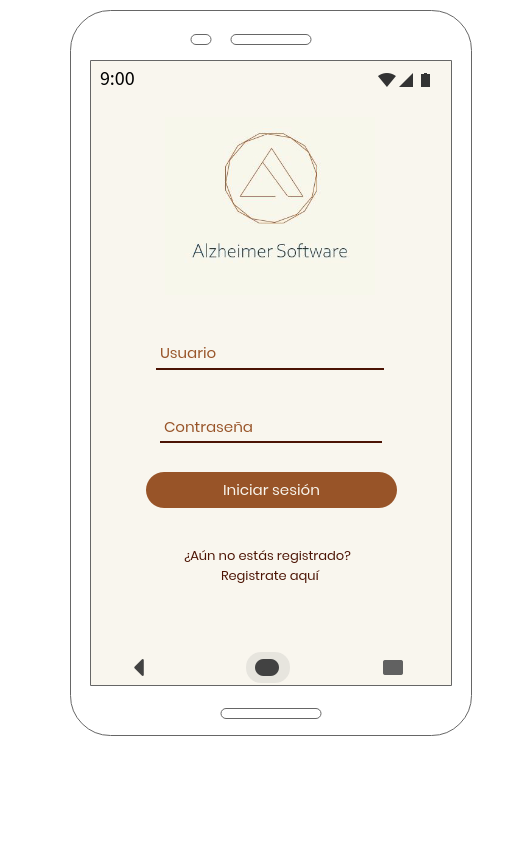 9:00
Alzheimer Software
Usuario
Contraseña
Iniciar sesión
¿Aún no estás registrado?
Registrate aquí